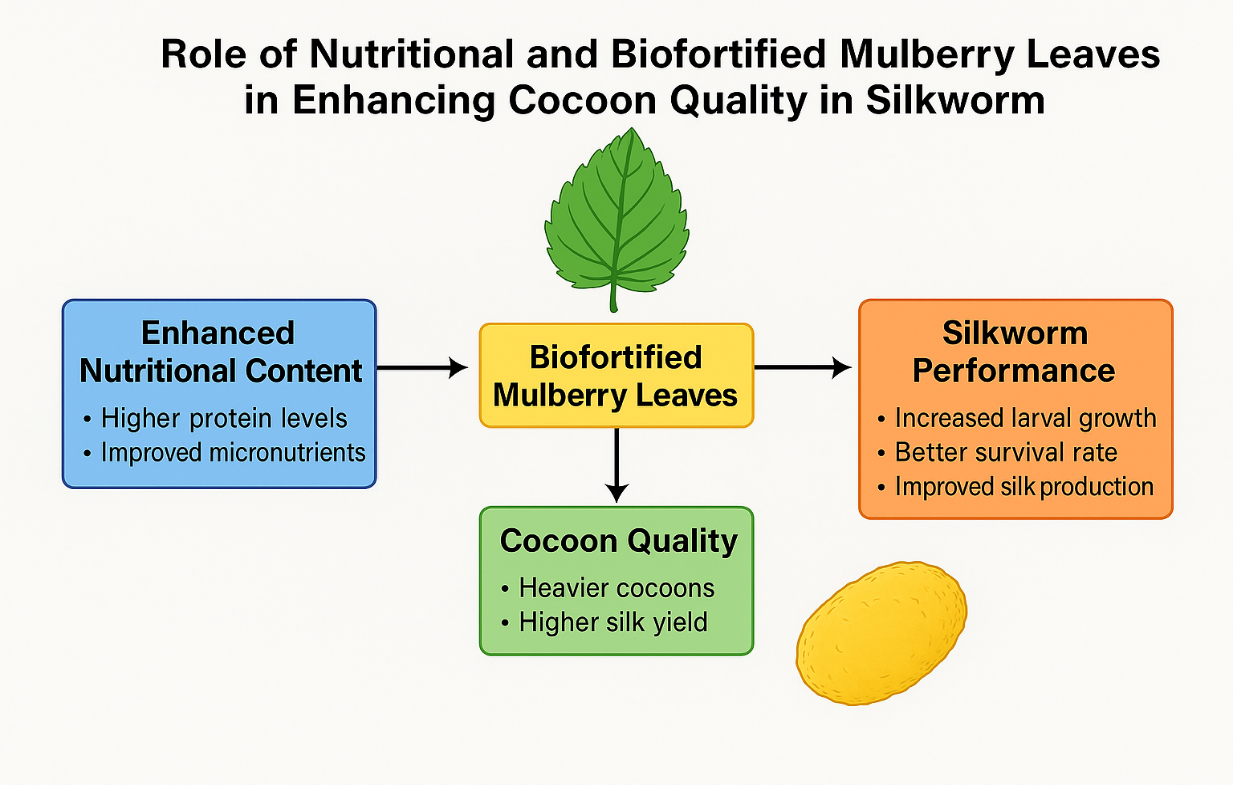 Role of Nutritional and Biofortified Mulberry Leaves
in Enhancing Cocoon Quality in Silkworm
Enhanced
Nutritional Content
• Higher protein levels
• Improved micronutrients
Biofortified
Mulberry Leaves
Silkworm
Performance
• Increased larval growth
• Better survival rate
• Improved silk production
Cocoon Quality
• Heavier cocoons
• Higher silk yield